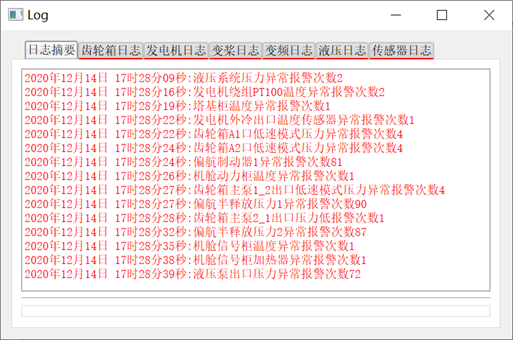 Log
日志摘要 齿轮箱日志 发电机日志 变桨日志 变频日志 液压日志 传感器日志
2020年12月14日 17时28分09秒:液压系统压力异常报警次数2
2020年12月14日 17时28分16秒:发电机绕组PT100温度异常报警次数2
2020年12月14日 17时28分19秒:塔基柜温度异常报警次数1
2020年12月14日 17时28分22秒:发电机外冷出口温度传感器异常报警次数1
2020年12月14日 17时28分22秒:齿轮箱A1口低速模式压力异常报警次数4
2020年12月14日 17时28分24秒:齿轮箱A2口低速模式压力异常报警次数4
2020年12月14日 17时28分24秒:偏航制动器1异常报警次数81
2020年12月14日 17时28分26秒:机舱动力柜温度异常报警次数1
2020年12月14日 17时28分27秒:齿轮箱主泵1_2出口低速模式压力异常报警次数4
2020年12月14日 17时28分27秒:偏航半释放压力1异常报警次数90
2020年12月14日 17时28分28秒:齿轮箱主泵2_1出口压力低报警次数1
2020年12月14日 17时28分32秒:偏航半释放压力2异常报警次数87
2020年12月14日 17时28分35秒:机舱信号柜温度异常报警次数1
2020年12月14日 17时28分38秒:机舱信号柜加热器异常报警次数1
2020年12月14日 17时28分39秒:液压泵出口压力异常报警次数72